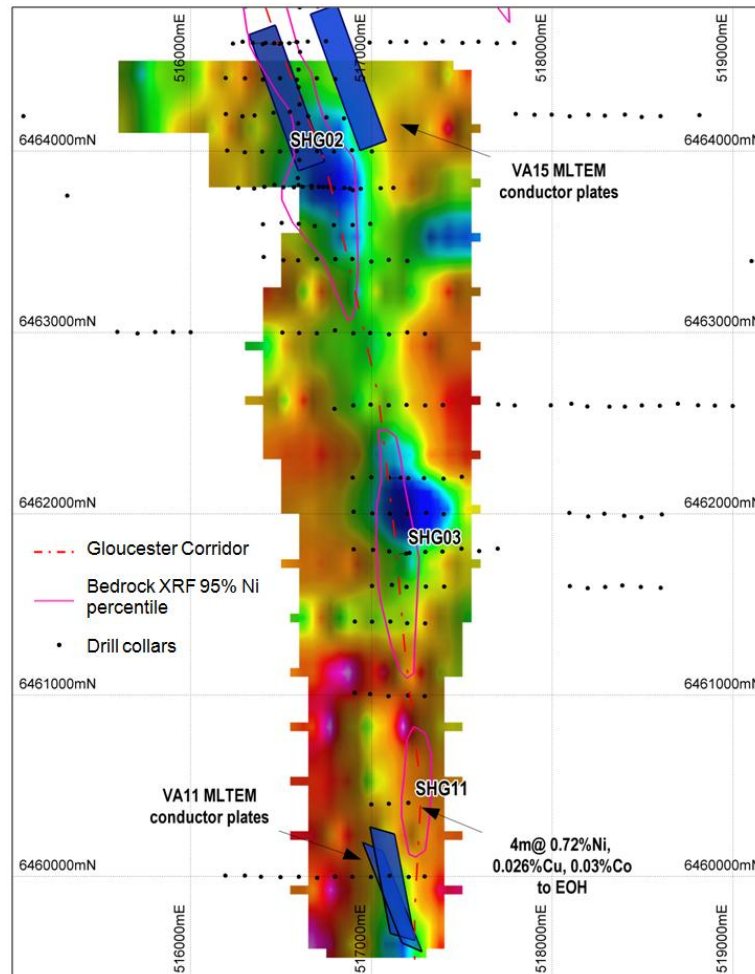 516000mE
517000mE
518000mE
519000mE
SHG02
6464000mN
6464000mN
VA15 MLTEM
conductor plates
6463000mN
6463000mN
6462000mN
6462000mN
SHG03
Gloucester Corridor
Bedrock XRF 95% Ni
percentile
Drill collars
6461000mN
6461000mN
SHG11
VA11 MLTEM
conductor plates
4m@ 0.72%Ni,
0.026%Cu, 0.03%Co
to EOH
6460000mN
6460000mN
516000mE
517000mE
518000mE
519000mE